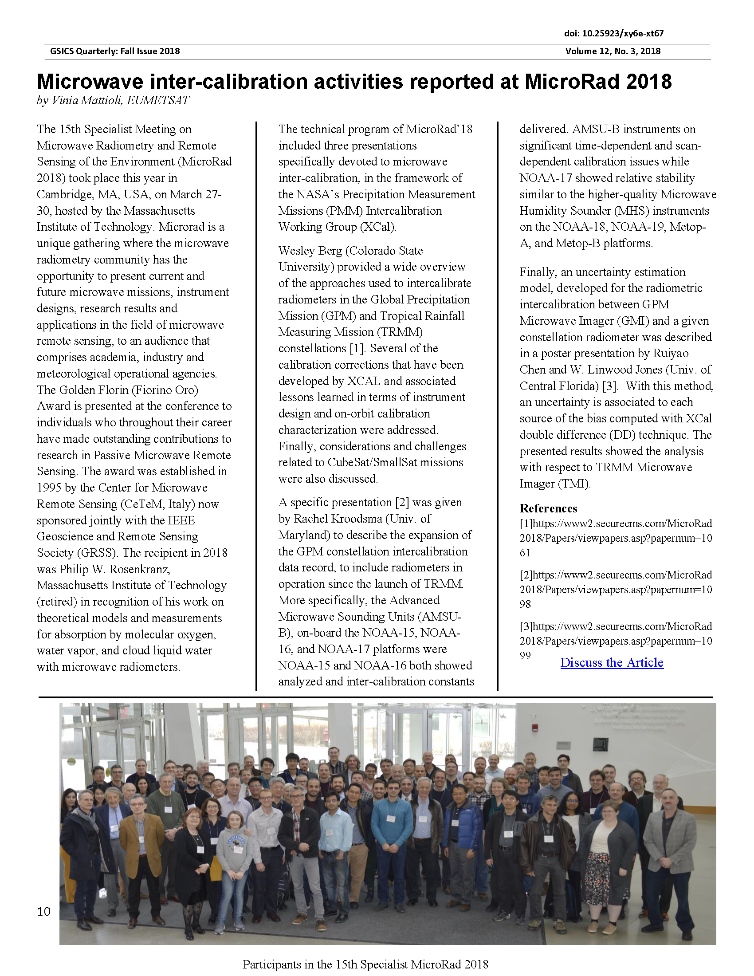 doi: 10.25923/xy6e-xt67
GSICS Quarterly: Fall Issue 2018
Volume 12, No. 3, 2018
Microwave inter-calibration activities reported at MicroRad 2018
by Vinia Mattioli, EUMETSAT
The 15th Specialist Meeting on
Microwave Radiometry and Remote
Sensing of the Environment (MicroRad
2018) took place this year in
Cambridge, MA, USA, on March 27-
30, hosted by the Massachusetts
Institute of Technology. Microrad is a
unique gathering where the microwave
radiometry community has the
opportunity to present current and
future microwave missions, instrument
designs, research results and
applications in the field of microwave
remote sensing, to an audience that
comprises academia, industry and
meteorological operational agencies.
The Golden Florin (Fiorino Oro)
Award is presented at the conference to
individuals who throughout their career
have made outstanding contributions to
research in Passive Microwave Remote
Sensing. The award was established in
1995 by the Center for Microwave
Remote Sensing (CeTeM, Italy) now
sponsored jointly with the IEEE
Geoscience and Remote Sensing
Society (GRSS). The recipient in 2018
was Philip W. Rosenkranz,
Massachusetts Institute of Technology
(retired) in recognition of his work on
theoretical models and measurements
for absorption by molecular oxygen,
water vapor, and cloud liquid water
with microwave radiometers.
The technical program of MicroRad'18
included three presentations
specifically devoted to microwave
inter-calibration, in the framework of
the NASA's Precipitation Measurement
Missions (PMM) Intercalibration
Working Group (XCal).
Wesley Berg (Colorado State
University) provided a wide overview
of the approaches used to intercalibrate
radiometers in the Global Precipitation
Mission (GPM) and Tropical Rainfall
Measuring Mission (TRMM)
constellations [1]. Several of the
calibration corrections that have been
developed by XCAL and associated
lessons learned in terms of instrument
design and on-orbit calibration
characterization were addressed.
Finally, considerations and challenges
related to CubeSat/SmallSat missions
were also discussed.
A specific presentation [2] was given
by Rachel Kroodsma (Univ. of
Maryland) to describe the expansion of
the GPM constellation intercalibration
data record, to include radiometers in
operation since the launch of TRMM.
More specifically, the Advanced
Microwave Sounding Units (AMSU-
B), on-board the NOAA-15, NOAA-
16, and NOAA-17 platforms were
NOAA-15 and NOAA-16 both showed
analyzed and inter-calibration constants
delivered. AMSU-B instruments on
significant time-dependent and scan-
dependent calibration issues while
NOAA-17 showed relative stability
similar to the higher-quality Microwave
Humidity Sounder (MHS) instruments
on the NOAA-18, NOAA-19, Metop-
A, and Metop-B platforms.
Finally, an uncertainty estimation
model, developed for the radiometric
intercalibration between GPM
Microwave Imager (GMI) and a given
constellation radiometer was described
in a poster presentation by Ruiyao
Chen and W. Linwood Jones (Univ. of
Central Florida) [3]. With this method,
an uncertainty is associated to each
source of the bias computed with XCal
double difference (DD) technique. The
presented results showed the analysis
with respect to TRMM Microwave
Imager (TMI).
References
[1]https://www2.securecms.com/MicroRad
2018/Papers/viewpapers.asp?papernum=10
61
[2]https://www2.securecms.com/MicroRad
2018/Papers/viewpapers.asp?papernum=10
98
[3]https://www2.securecms.com/MicroRad
2018/Papers/viewpapers.asp?papernum=10
99
Discuss the Article
10
Participants in the 15th Specialist MicroRad 2018